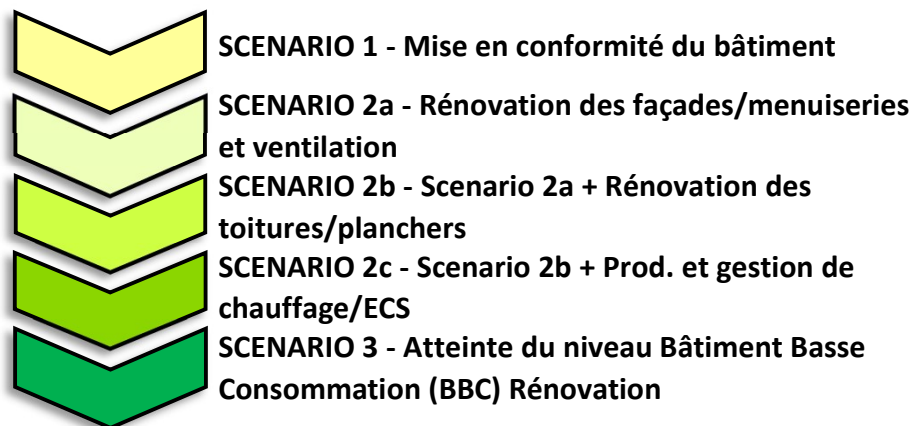 SCENARIO 1 - Mise en conformité du bâtiment
SCENARIO 2a - Rénovation des façades/menuiseries
et ventilation
SCENARIO 2b - Scenario 2a + Rénovation des
toitures/planchers
SCENARIO 2c - Scenario 2b + Prod. et gestion de
chauffage/ECS
SCENARIO 3 - Atteinte du niveau Bâtiment Basse
Consommation (BBC) Rénovation